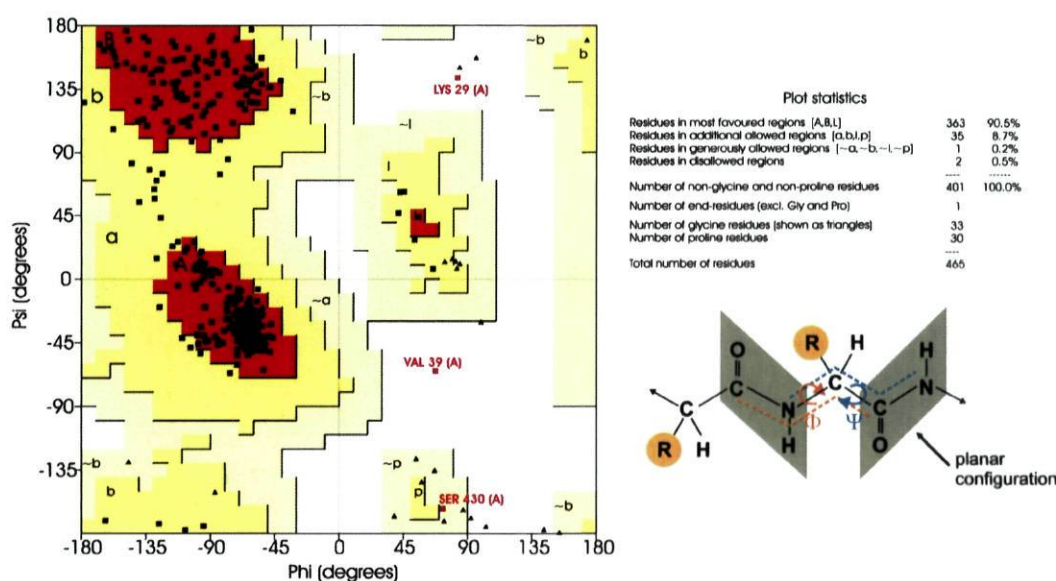 180
135
90
45
0
-45
-90
-135
Psi (degrees)
B
b
~b
~b
b
LYS 29 (A)
~l
l
a
A
~a
VAL 39 (A)
~b
b
~p
p
SER 430 (A)
~b
-180 -135 -90 -45 0 45 90 135 180
Phi (degrees)
Plot statistics
Residues in most favoured regions [A,B,L] 363 90.5%
Residues in additional allowed regions [a,b,l,p] 35 8.7%
Residues in generously allowed regions [~a,~b,~l,~p] 1 0.2%
Residues in disallowed regions 2 0.5%
---- ------
Number of non-glycine and non-proline residues 401 100.0%
Number of end-residues (excl. Gly and Pro) 1
Number of glycine residues (shown as triangles) 33
Number of proline residues 30
----
Total number of residues 465
O
R
H
H
C
C
N
C
N
C
Φ
Ψ
H
O
R
H
planar
configuration